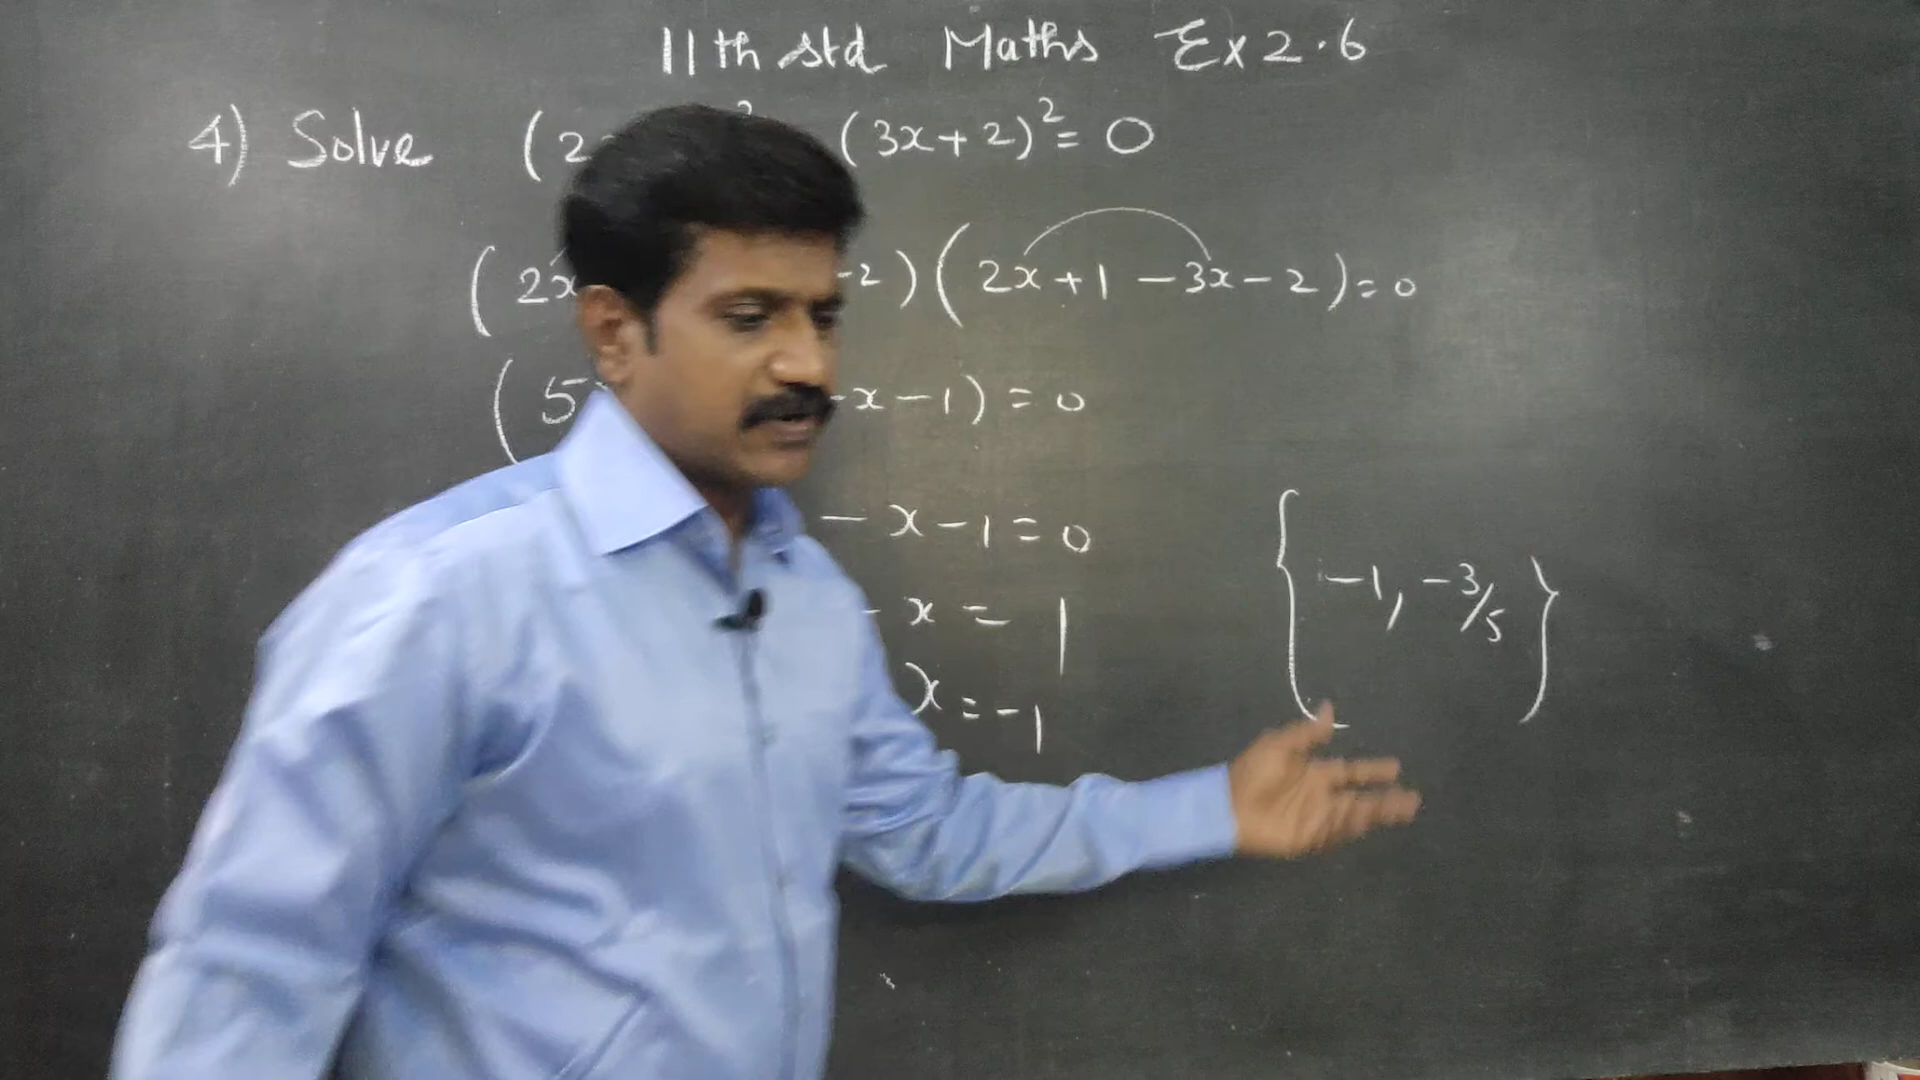 11th std Maths Ex 2.6
4) Solve (2 ² (3x+2)²= 0
(2x -2)(2x+1-3x-2)=0
(5 -x-1)=0
-x-1=0
-x = 1
x=-1
{-1, -3/5}